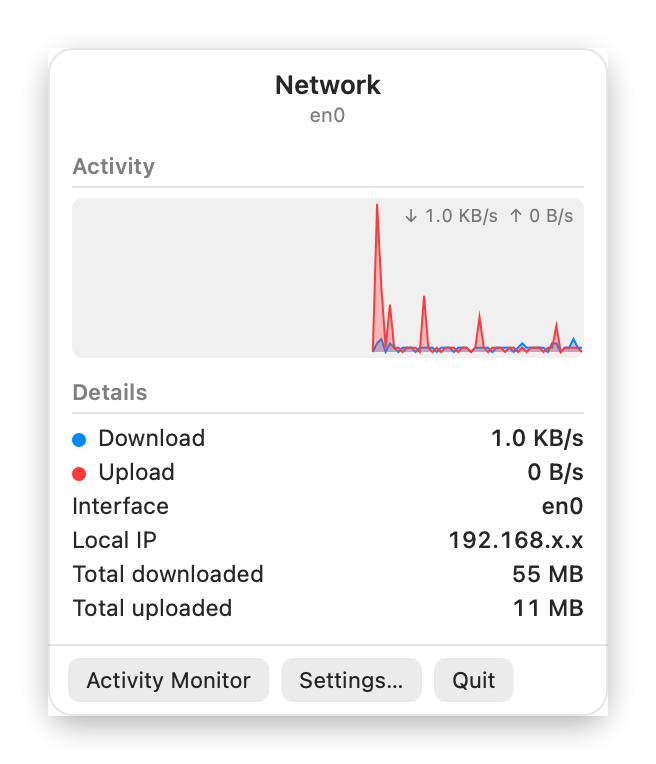 Network
en0
Activity
↓ 1.0 KB/s ↑ 0 B/s
Details
Download 1.0 KB/s
Upload 0 B/s
Interface en0
Local IP 192.168.x.x
Total downloaded 55 MB
Total uploaded 11 MB
Activity Monitor Settings... Quit